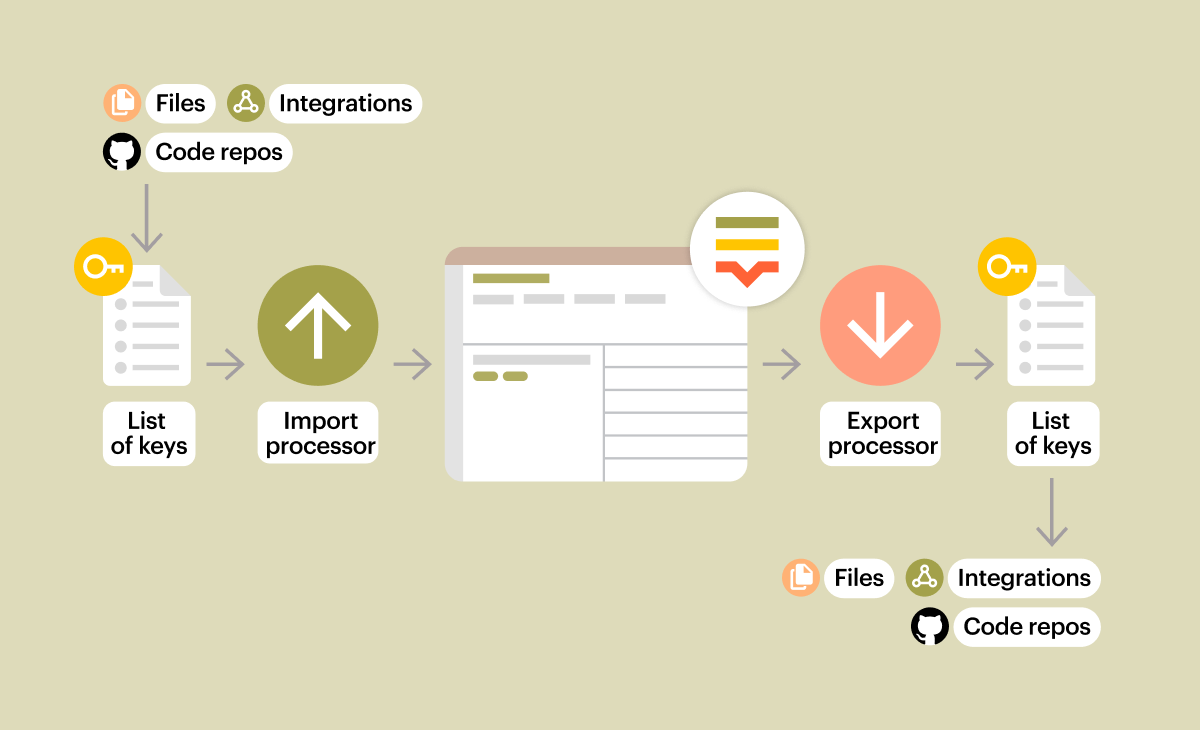 Files
Integrations
Code repos
List
of keys
Import
processor
Export
processor
List
of keys
Files
Integrations
Code repos